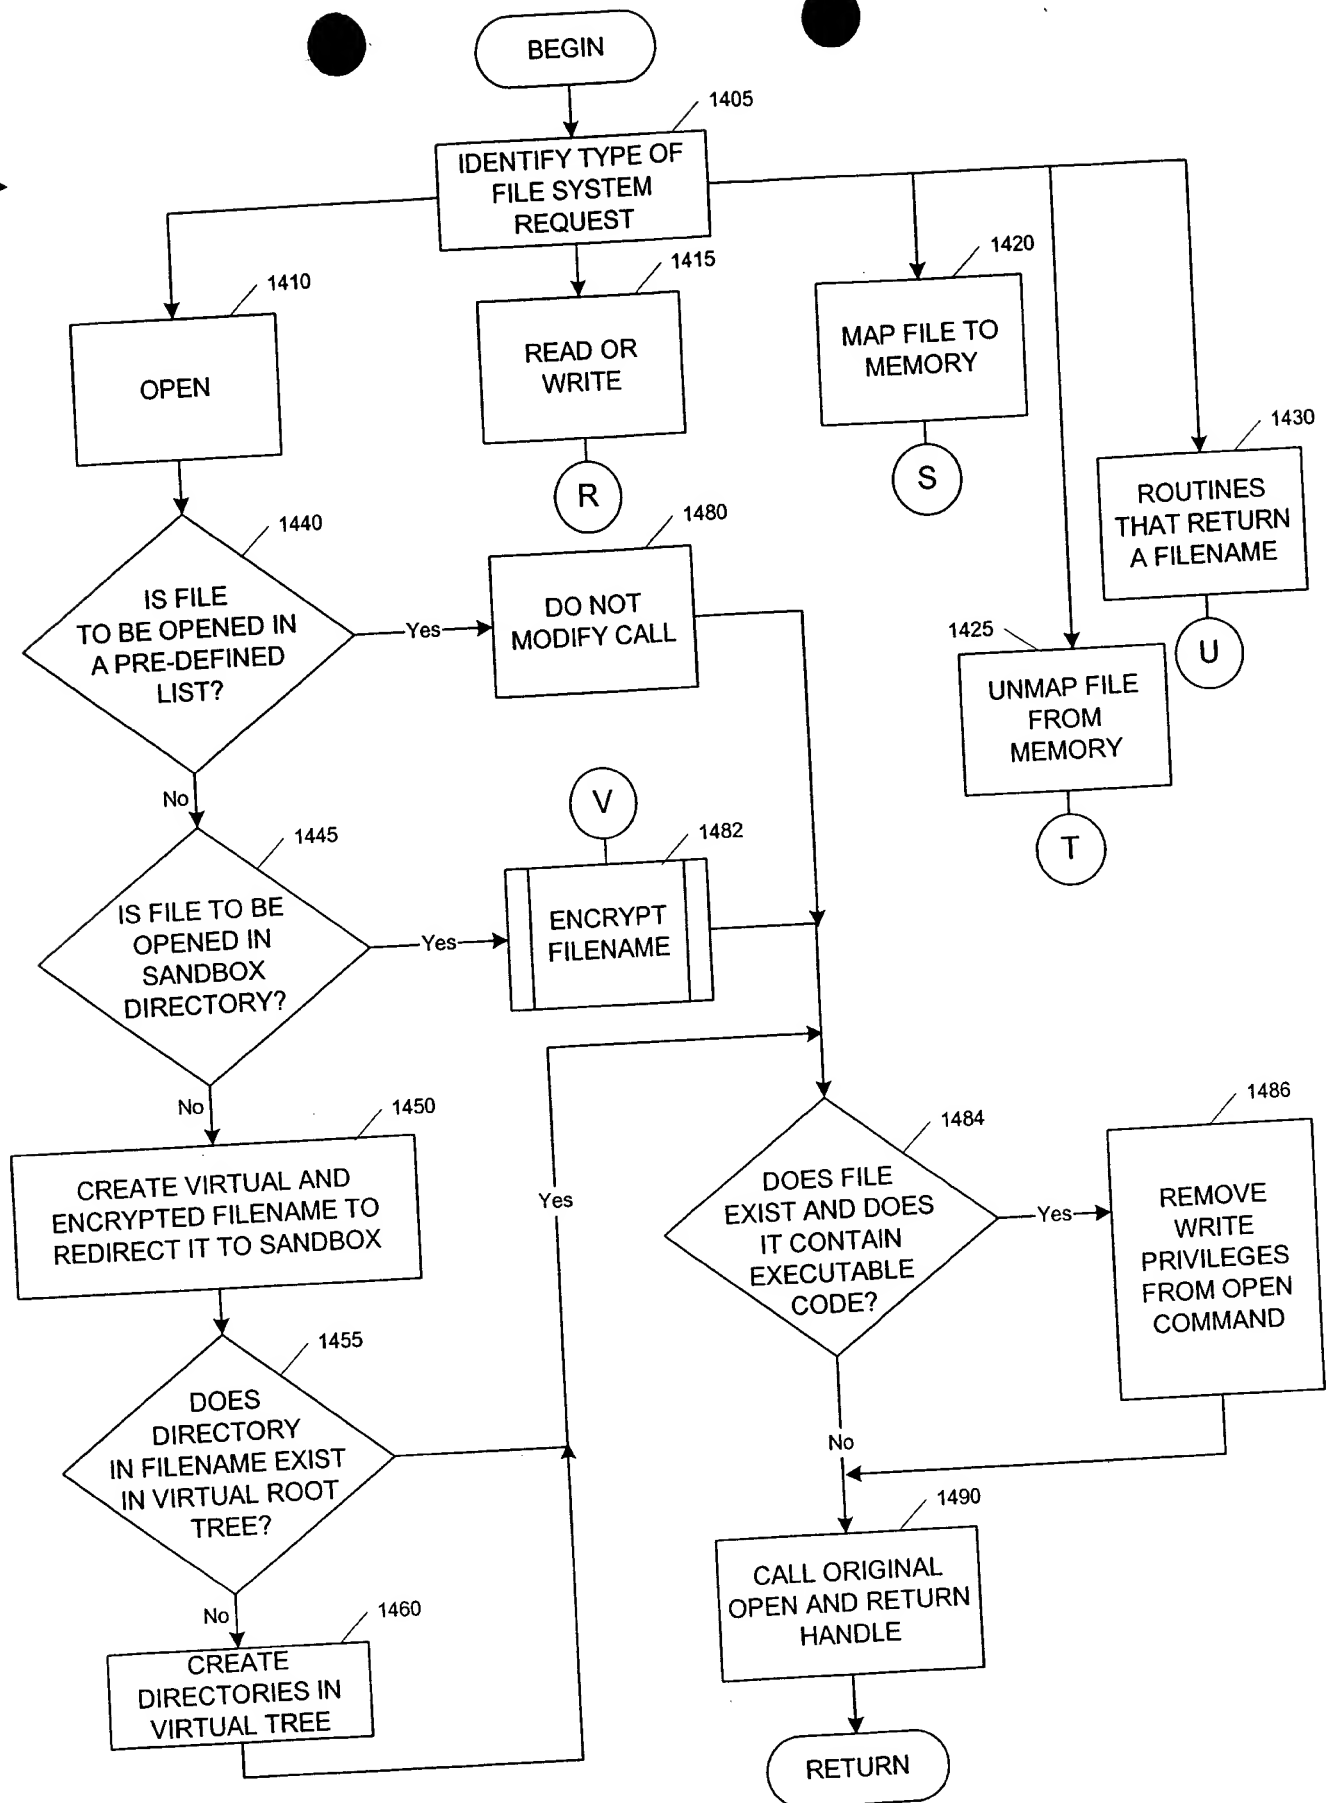 BEGIN
1405
IDENTIFY TYPE OF
FILE SYSTEM
REQUEST
1410
OPEN
1415
READ OR
WRITE
R
1420
MAP FILE TO
MEMORY
S
1430
ROUTINES
THAT RETURN
A FILENAME
U
1425
UNMAP FILE
FROM
MEMORY
T
1440
IS FILE
TO BE OPENED IN
A PRE-DEFINED
LIST?
Yes
1480
DO NOT
MODIFY CALL
No
1445
IS FILE TO BE
OPENED IN
SANDBOX
DIRECTORY?
Yes
V
1482
ENCRYPT
FILENAME
No
1450
CREATE VIRTUAL AND
ENCRYPTED FILENAME TO
REDIRECT IT TO SANDBOX
1455
DOES
DIRECTORY
IN FILENAME EXIST
IN VIRTUAL ROOT
TREE?
Yes
No
1460
CREATE
DIRECTORIES IN
VIRTUAL TREE
1484
DOES FILE
EXIST AND DOES
IT CONTAIN
EXECUTABLE
CODE?
Yes
1486
REMOVE
WRITE
PRIVILEGES
FROM OPEN
COMMAND
No
1490
CALL ORIGINAL
OPEN AND RETURN
HANDLE
RETURN